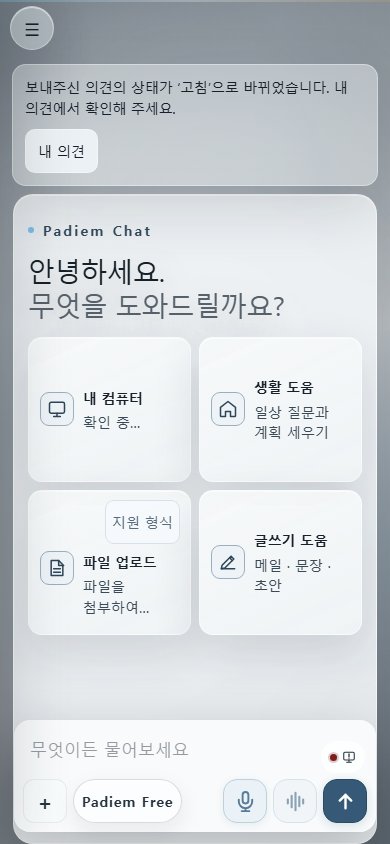 보내주신 의견의 상태가 ‘고침’으로 바뀌었습니다. 내
의견에서 확인해 주세요.
내 의견
Padiem Chat
안녕하세요.
무엇을 도와드릴까요?
내 컴퓨터
확인 중...
생활 도움
일상 질문과
계획 세우기
지원 형식
파일 업로드
파일을
첨부하여...
글쓰기 도움
메일 · 문장 ·
초안
무엇이든 물어보세요
+
Padiem Free